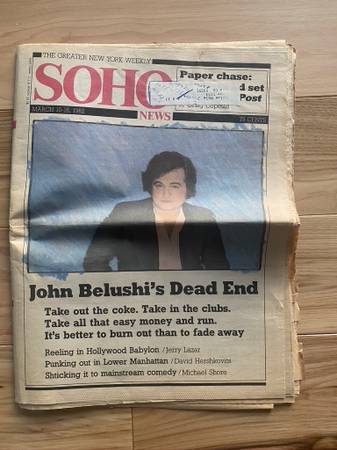 THE GREATER NEW YORK WEEKLY
SOHO
NEWS
Paper chase:
d set
Post
MARCH 1982
75 CENTS
John Belushi's Dead End
Take out the coke. Take in the clubs.
Take all that easy money and run.
It's better to burn out than to fade away
Reeling in Hollywood Babylon / Jerry Lazar
Punking out in Lower Manhattan / David Hershkovits
Shticking it to mainstream comedy / Michael Shore